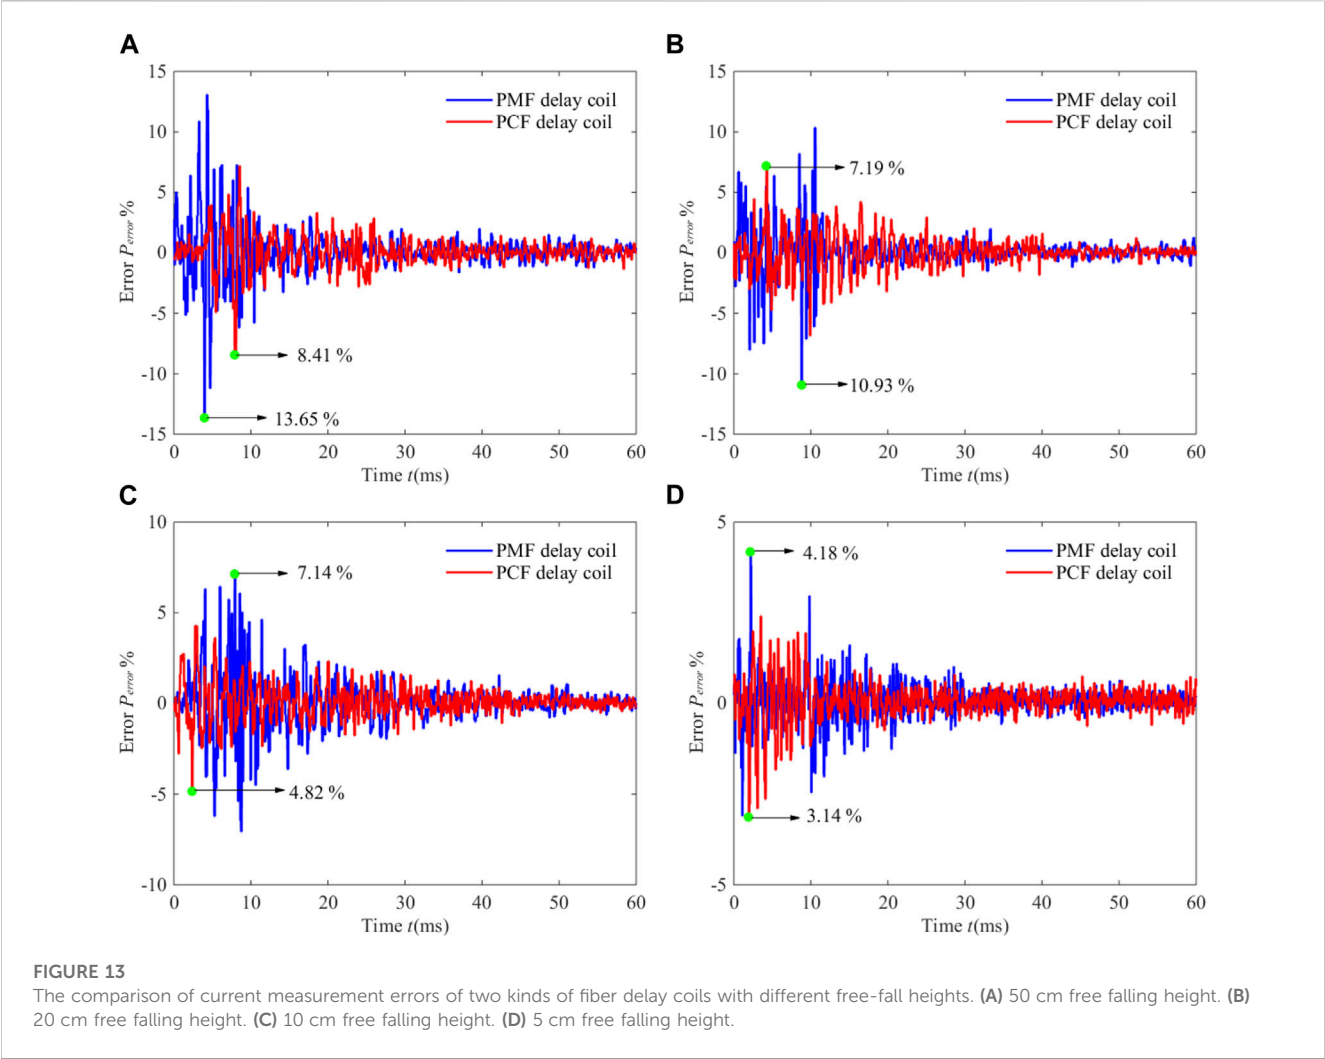 A
15
10
5
0
-5
-10
-15
Error P error %
PMF delay coil
PCF delay coil
8.41 %
13.65 %
0 10 20 30 40 50 60
Time t(ms)
B
15
10
5
0
-5
-10
-15
Error P error %
PMF delay coil
PCF delay coil
7.19 %
10.93 %
0 10 20 30 40 50 60
Time t(ms)
C
10
5
0
-5
-10
Error P error %
PMF delay coil
PCF delay coil
7.14 %
4.82 %
0 10 20 30 40 50 60
Time t(ms)
D
5
0
-5
Error P error %
PMF delay coil
PCF delay coil
4.18 %
3.14 %
0 10 20 30 40 50 60
Time t(ms)
FIGURE 13
The comparison of current measurement errors of two kinds of fiber delay coils with different free-fall heights. (A) 50 cm free falling height. (B)
20 cm free falling height. (C) 10 cm free falling height. (D) 5 cm free falling height.